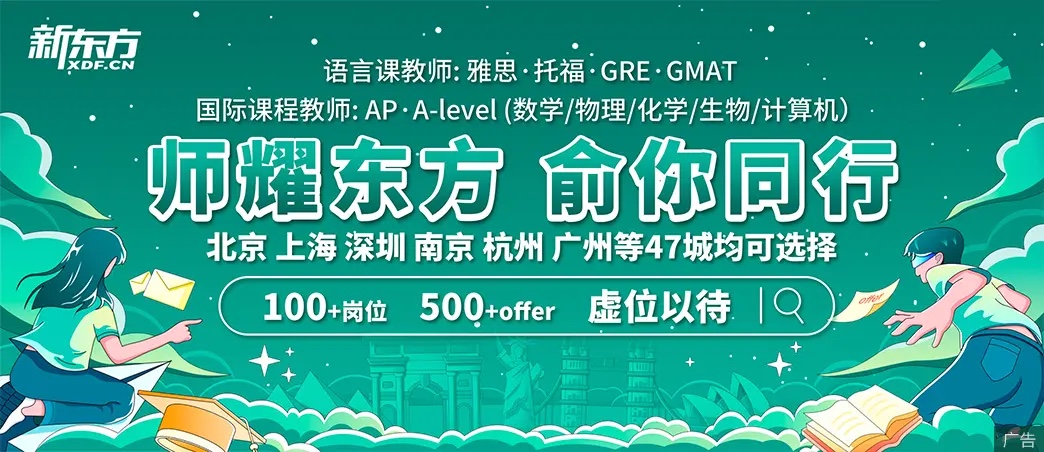 新东方
XDF.CN
语言课教师: 雅思·托福·GRE·GMAT
国际课程教师: AP·A-level (数学/物理/化学/生物/计算机)
师耀东方 俞你同行
北京 上海 深圳 南京 杭州 广州等47城均可选择
100+岗位 500+offer 虚位以待
offer
广告